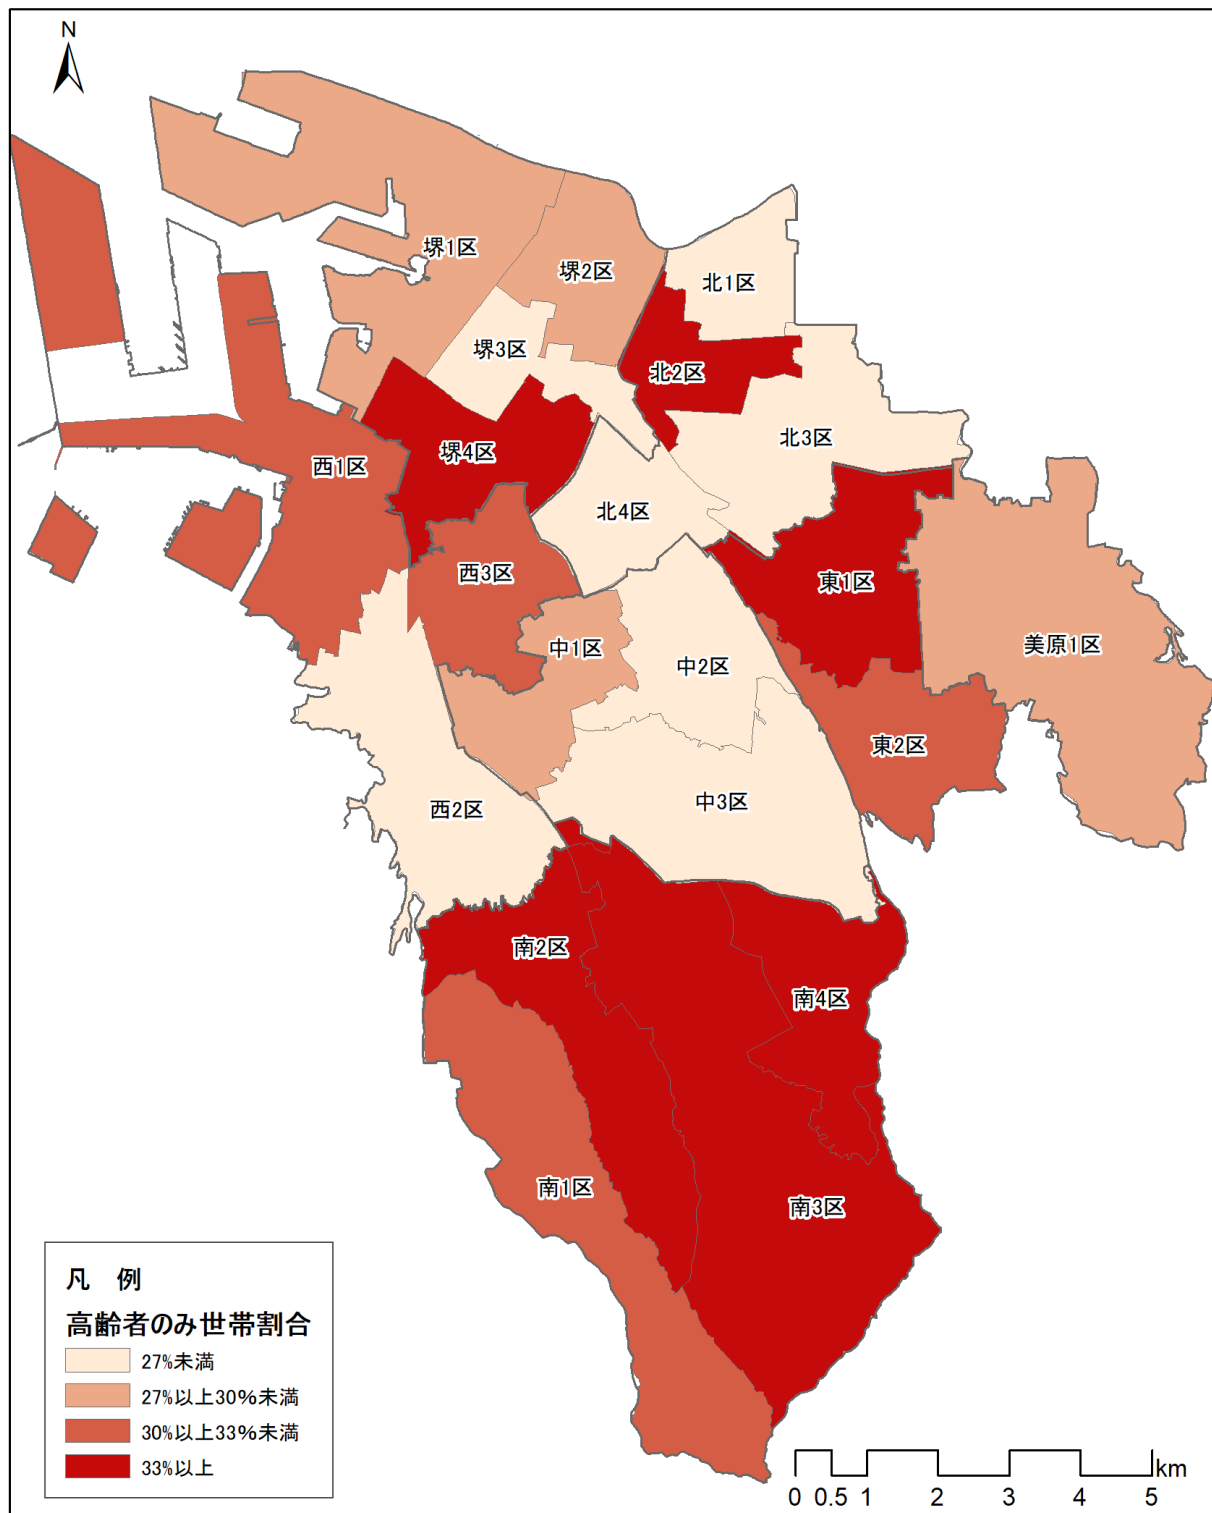 N
堺1区
堺2区
北1区
堺3区
北2区
北3区
堺4区
西1区
北4区
西3区
東1区
中1区
中2区
美原1区
東2区
西2区
中3区
南2区
南4区
南1区
南3区
凡　例
高齢者のみ世帯割合
27%未満
27%以上30%未満
30%以上33%未満
33%以上
km
0 0.5 1 2 3 4 5